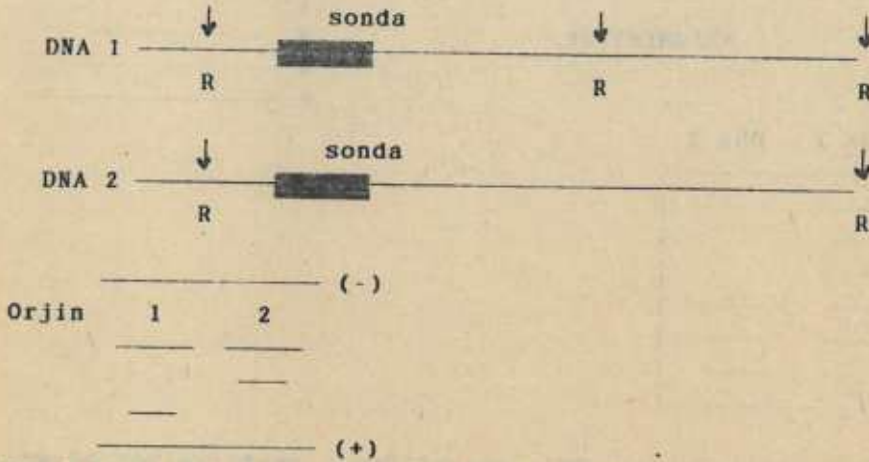 sonda
DNA 1
R R R
sonda
DNA 2
R R
(-)
Orjin 1 2
(+)